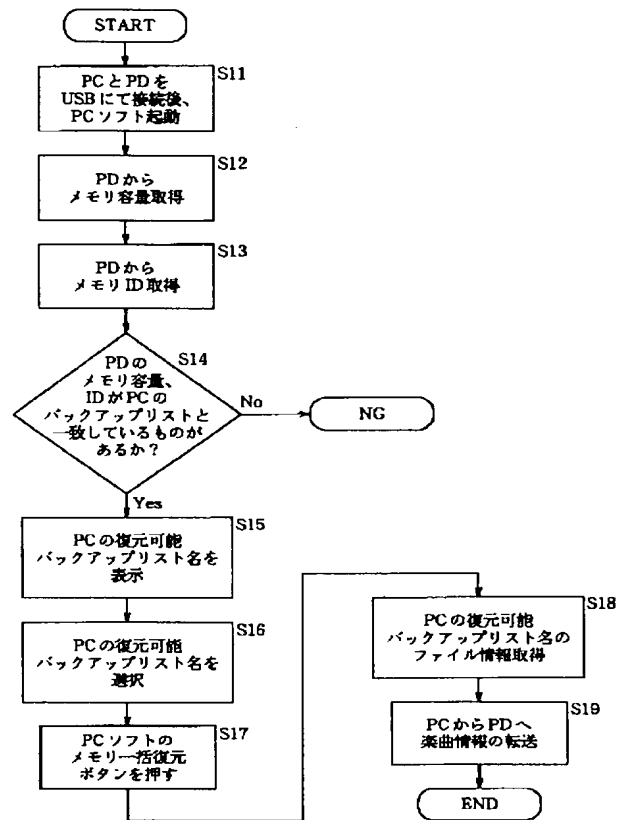 START
S11
PCとPDを
USBにて接続後、
PCソフト起動
S12
PDから
メモリ容量取得
S13
PDから
メモリID取得
S14
PDの
メモリ容量、
IDがPCの
バックアップリストと
一致しているものが
あるか？
No
NG
Yes
S15
PCの復元可能
バックアップリスト名を
表示
S16
PCの復元可能
バックアップリスト名を
選択
S17
PCソフトの
メモリ一括復元
ボタンを押す
S18
PCの復元可能
バックアップリスト名の
ファイル情報取得
S19
PCからPDへ
楽曲情報の転送
END